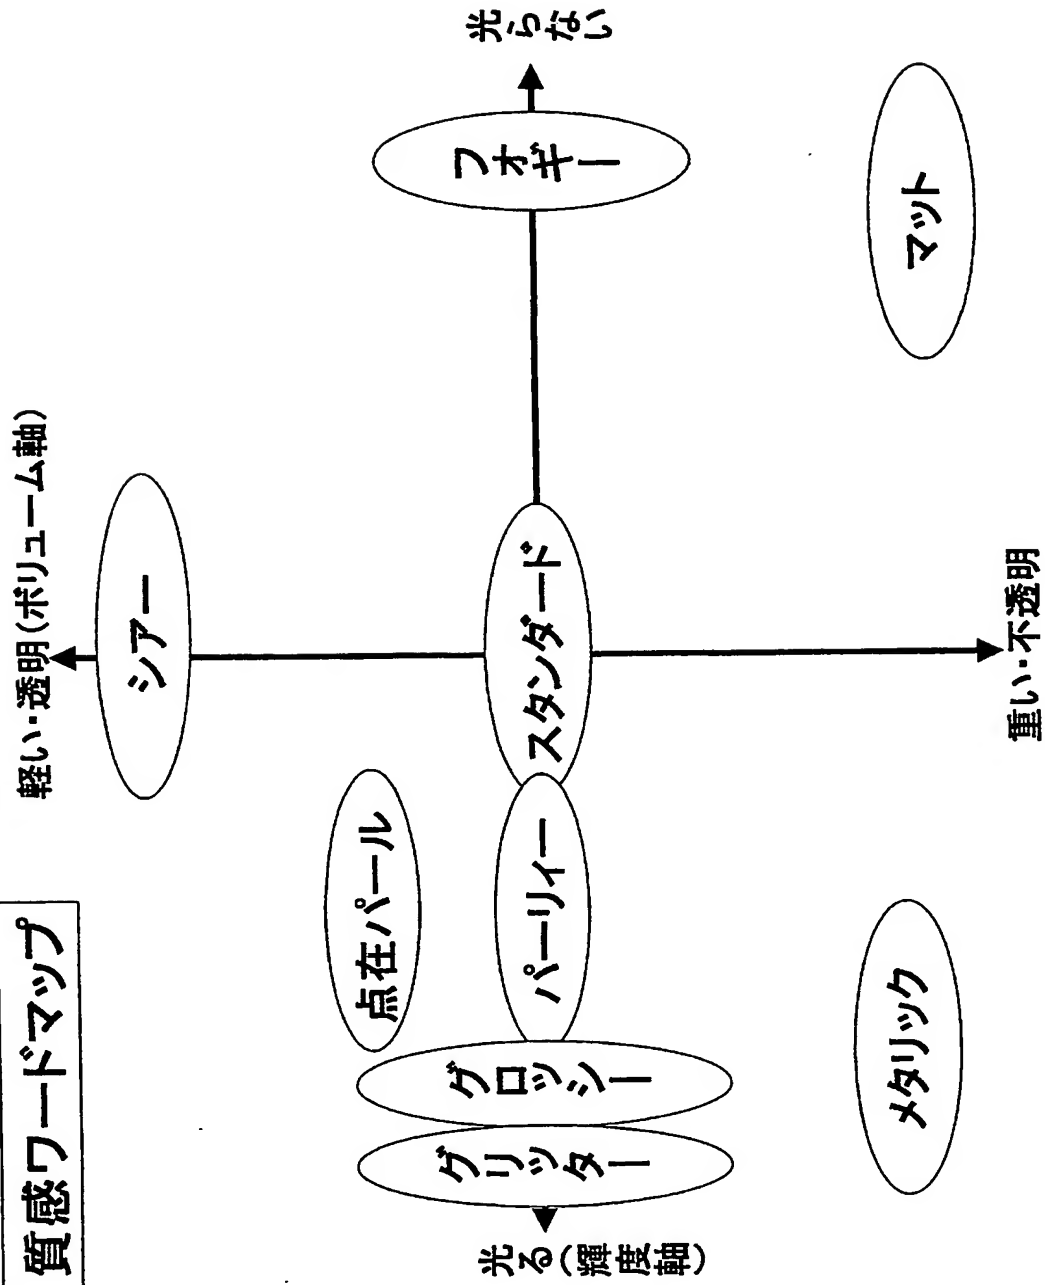 質感ワードマップ
軽い・透明(ボリューム軸)
シアー
点在パール
グリッター
グロッシー
パーリィー
スタンダード
フォギー
光る(輝度軸)
光らない
メタリック
マット
重い・不透明